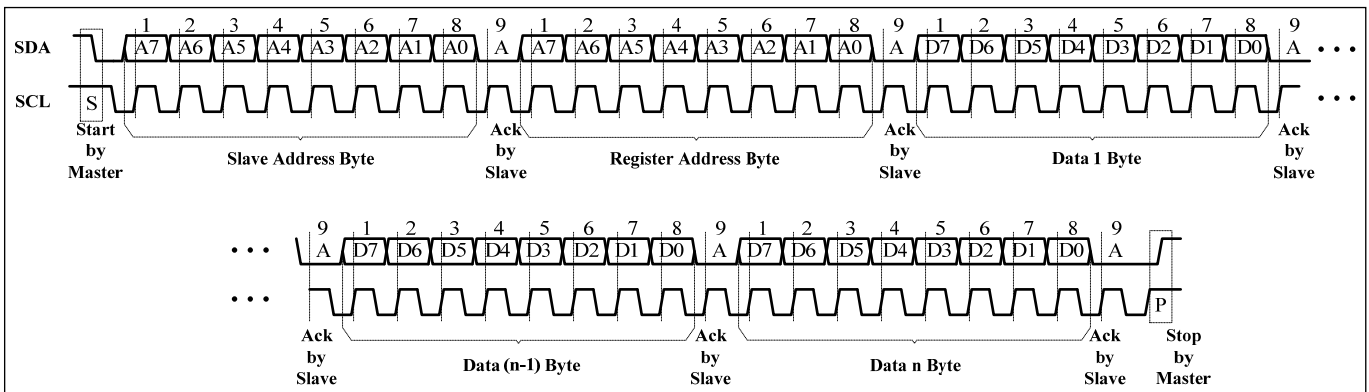 1 2 3 4 5 6 7 8 9 1 2 3 4 5 6 7 8 9 1 2 3 4 5 6 7 8 9
SDA A7 A6 A5 A4 A3 A2 A1 A0 A A7 A6 A5 A4 A3 A2 A1 A0 A D7 D6 D5 D4 D3 D2 D1 D0 A • • •
SCL S • • •
Start by Master
Slave Address Byte
Ack by Slave
Register Address Byte
Ack by Slave
Data 1 Byte
Ack by Slave
9 1 2 3 4 5 6 7 8 9 1 2 3 4 5 6 7 8 9
• • • A D7 D6 D5 D4 D3 D2 D1 D0 A D7 D6 D5 D4 D3 D2 D1 D0 A
• • • P
Ack by Slave
Data (n-1) Byte
Ack by Slave
Data n Byte
Ack by Slave
Stop by Master